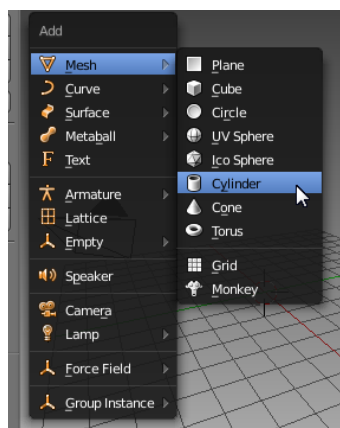 Add
Mesh
Curve
Surface
Metaball
Text
Armature
Lattice
Empty
Speaker
Camera
Lamp
Force Field
Group Instance
Plane
Cube
Circle
UV Sphere
Ico Sphere
Cylinder
Cone
Torus
Grid
Monkey